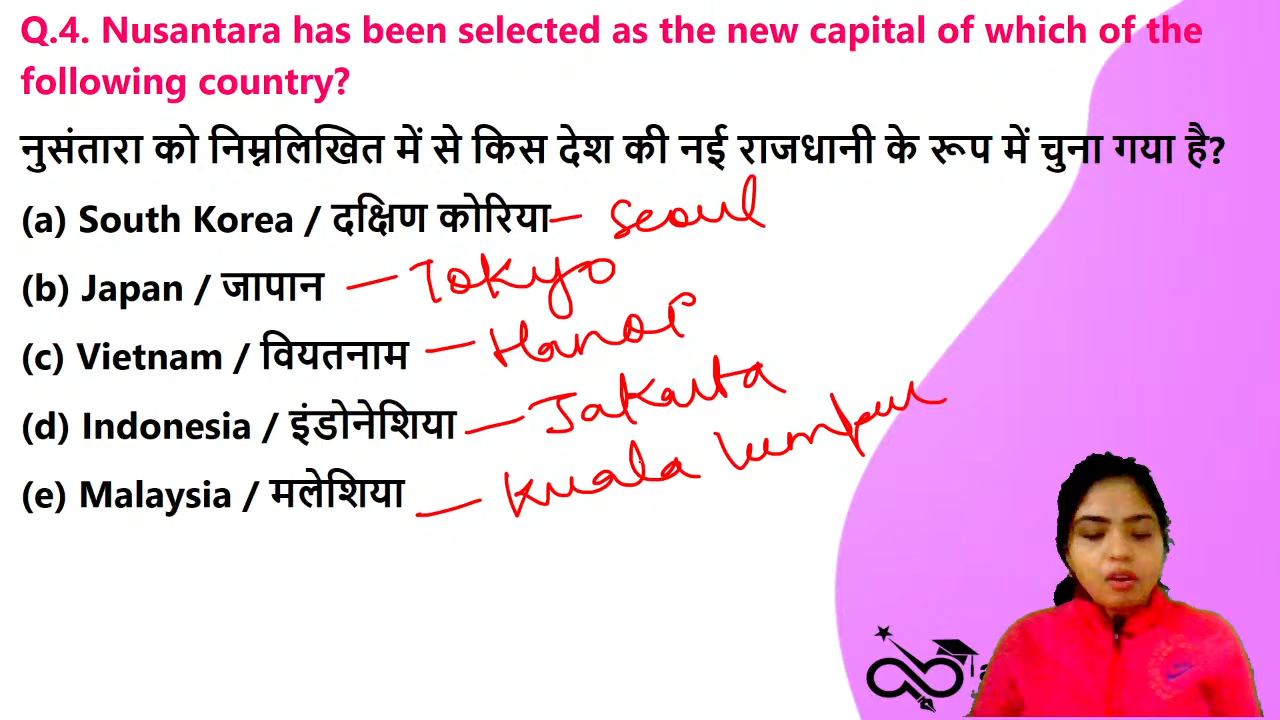 Q.4. Nusantara has been selected as the new capital of which of the
following country?
नुसंतारा को निम्नलिखित में से किस देश की नई राजधानी के रूप में चुना गया है?
(a) South Korea / दक्षिण कोरिया - Seoul
(b) Japan / जापान - Tokyo
(c) Vietnam / वियतनाम - Hanoi
(d) Indonesia / इंडोनेशिया - Jakarta
(e) Malaysia / मलेशिया - Kuala lumpur